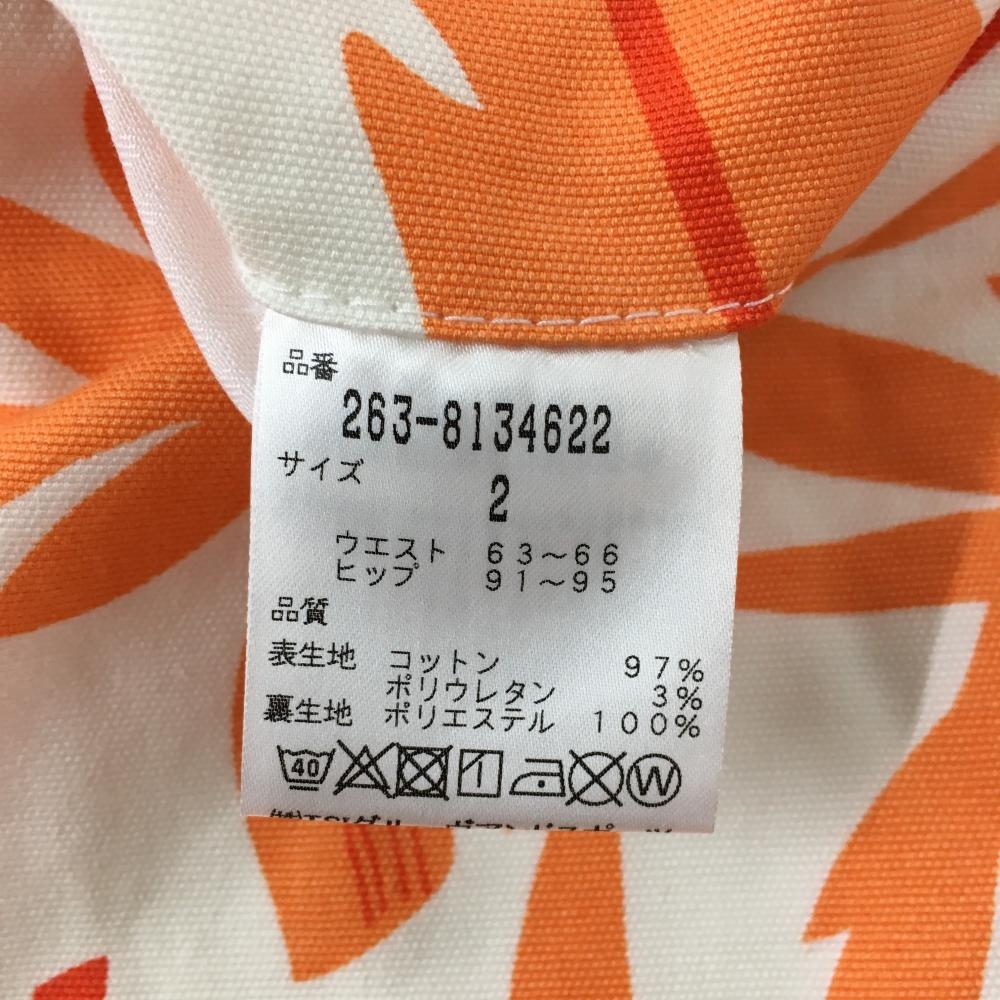 品番
263-8134622
サイズ
2
ウエスト 63～66
ヒップ 91～95
品質
表生地 コットン 97%
ポリウレタン 3%
裏生地 ポリエステル 100%
40 W